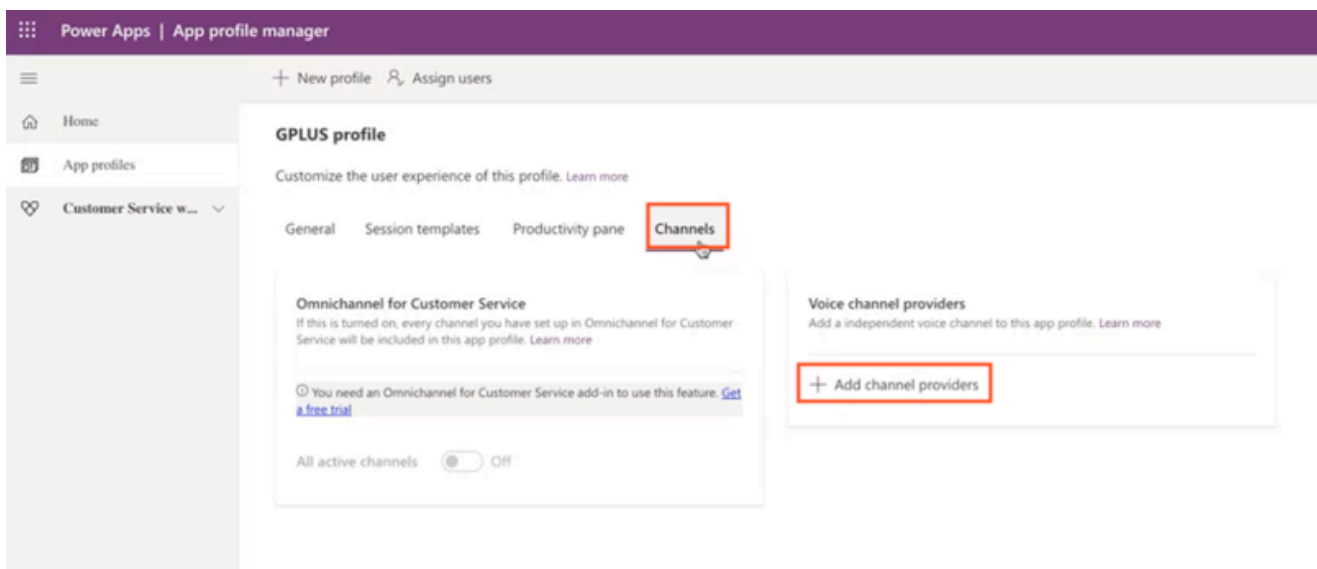 Power Apps | App profile manager
New profile Assign users
Home
App profiles
Customer Service w...
GPLUS profile
Customize the user experience of this profile. Learn more
General Session templates Productivity pane Channels
Omnichannel for Customer Service
If this is turned on, every channel you have set up in Omnichannel for Customer
Service will be included in this app profile. Learn more
You need an Omnichannel for Customer Service add-in to use this feature. Get
a free trial
All active channels Off
Voice channel providers
Add a independent voice channel to this app profile. Learn more
+ Add channel providers